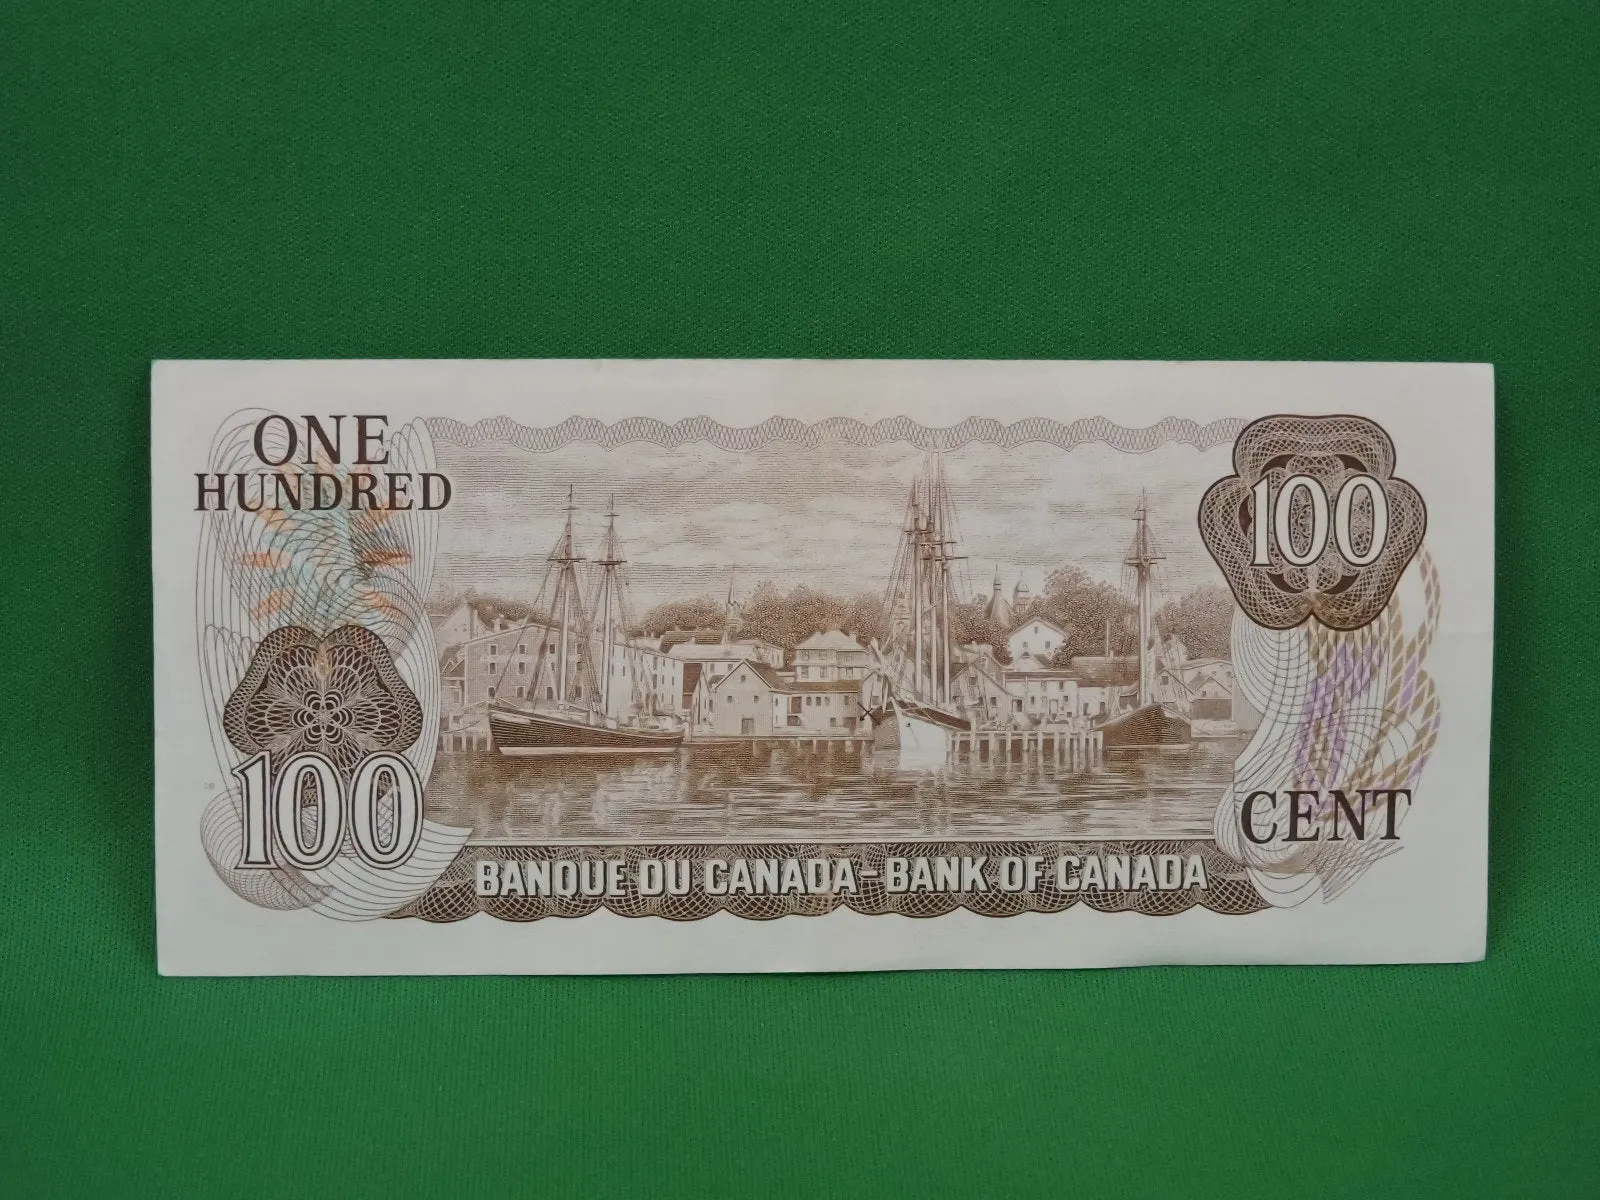 ONE
HUNDRED
100
100
CENT
BANQUE DU CANADA-BANK OF CANADA